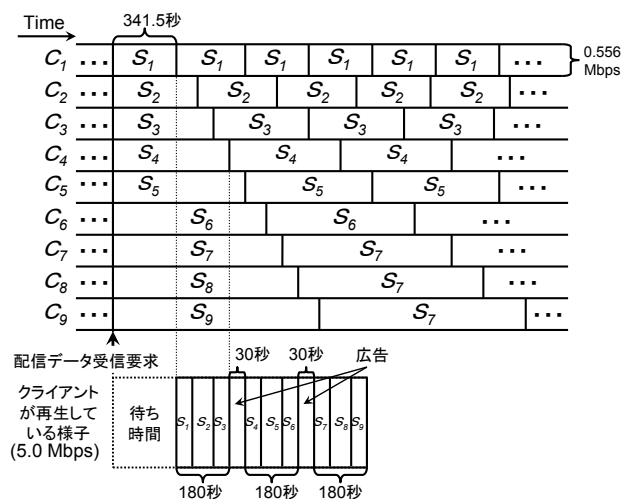 Time 341.5秒
C1 ··· S1 S1 S1 S1 S1 S1 ··· 0.556 Mbps
C2 ··· S2 S2 S2 S2 S2 ···
C3 ··· S3 S3 S3 S3 ···
C4 ··· S4 S4 S4 ···
C5 ··· S5 S5 S5 ···
C6 ··· S6 S6 ···
C7 ··· S7 S7 ···
C8 ··· S8 S7 ···
C9 ··· S9 S7 ···
配信データ受信要求 30秒 30秒 広告
クライアント
が再生して
いる様子
(5.0 Mbps)
待ち
時間
S1 S2 S3 S4 S5 S6 S7 S8 S9
180秒 180秒 180秒